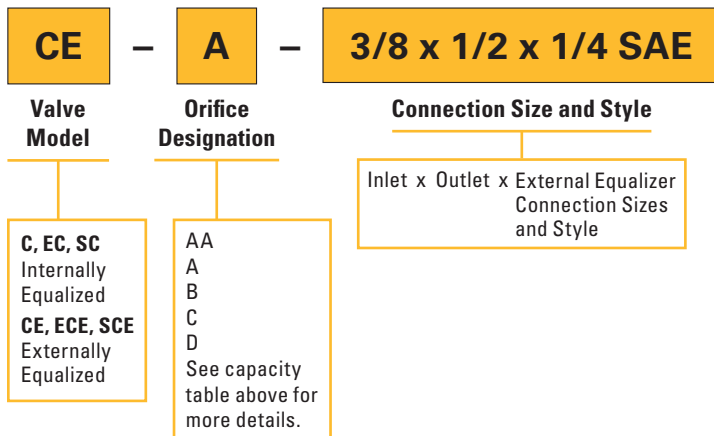 CE – A – 3/8 x 1/2 x 1/4 SAE
Valve
Model
Orifice
Designation
Connection Size and Style
Inlet x Outlet x External Equalizer
Connection Sizes
and Style
C, EC, SC
Internally
Equalized
CE, ECE, SCE
Externally
Equalized
AA
A
B
C
D
See capacity
table above for
more details.